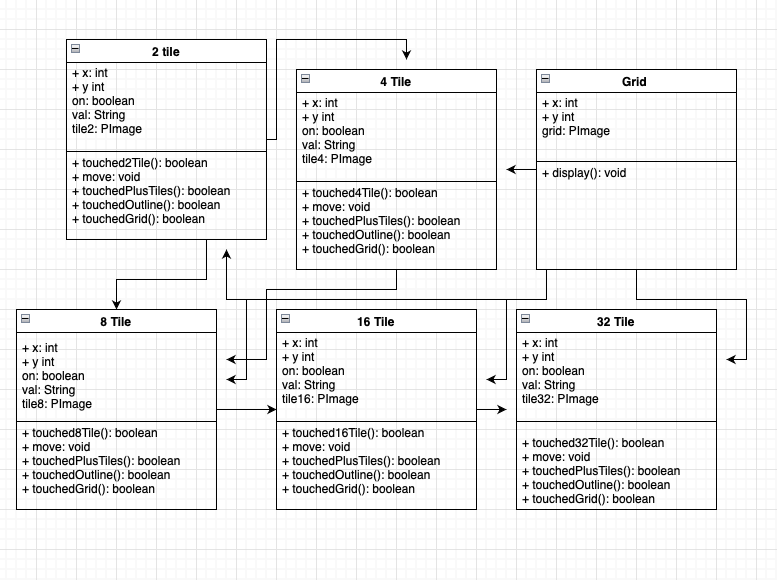 2 tile
+ x: int
+ y int
on: boolean
val: String
tile2: PImage
+ touched2Tile(): boolean
+ move: void
+ touchedPlusTiles(): boolean
+ touchedOutline(): boolean
+ touchedGrid(): boolean
4 Tile
+ x: int
+ y int
on: boolean
val: String
tile4: PImage
+ touched4Tile(): boolean
+ move: void
+ touchedPlusTiles(): boolean
+ touchedOutline(): boolean
+ touchedGrid(): boolean
Grid
+ x: int
+ y: int
grid: PImage
+ display(): void
8 Tile
+ x: int
+ y int
on: boolean
val: String
tile8: PImage
+ touched8Tile(): boolean
+ move: void
+ touchedPlusTiles(): boolean
+ touchedOutline(): boolean
+ touchedGrid(): boolean
16 Tile
+ x: int
+ y int
on: boolean
val: String
tile16: PImage
+ touched16Tile(): boolean
+ move: void
+ touchedPlusTiles(): boolean
+ touchedOutline(): boolean
+ touchedGrid(): boolean
32 Tile
+ x: int
+ y int
on: boolean
val: String
tile32: PImage
+ touched32Tile(): boolean
+ move: void
+ touchedPlusTiles(): boolean
+ touchedOutline(): boolean
+ touchedGrid(): boolean